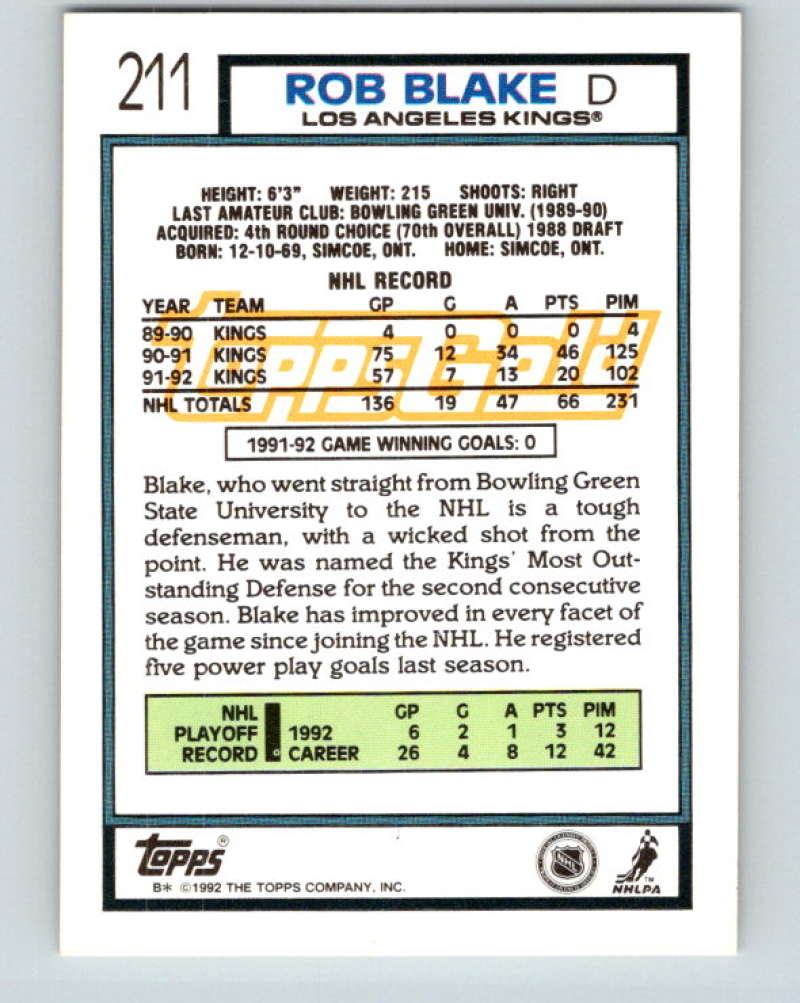 211
ROB BLAKE D
LOS ANGELES KINGS®
HEIGHT: 6'3" WEIGHT: 215 SHOOTS: RIGHT
LAST AMATEUR CLUB: BOWLING GREEN UNIV. (1989-90)
ACQUIRED: 4th ROUND CHOICE (70th OVERALL) 1988 DRAFT
BORN: 12-10-69, SIMCOE, ONT. HOME: SIMCOE, ONT.
NHL RECORD
YEAR TEAM GP G A PTS PIM
89-90 KINGS 4 0 0 0 4
90-91 KINGS 75 12 34 46 125
91-92 KINGS 57 7 13 20 102
NHL TOTALS 136 19 47 66 231
ToppsGold
1991-92 GAME WINNING GOALS: 0
Blake, who went straight from Bowling Green
State University to the NHL is a tough
defenseman, with a wicked shot from the
point. He was named the Kings' Most Out-
standing Defense for the second consecutive
season. Blake has improved in every facet of
the game since joining the NHL. He registered
five power play goals last season.
NHL GP G A PTS PIM
PLAYOFF 1992 6 2 1 3 12
RECORD CAREER 26 4 8 12 42
TOPPS®
B* ©1992 THE TOPPS COMPANY, INC.
NHL
NHLPA™